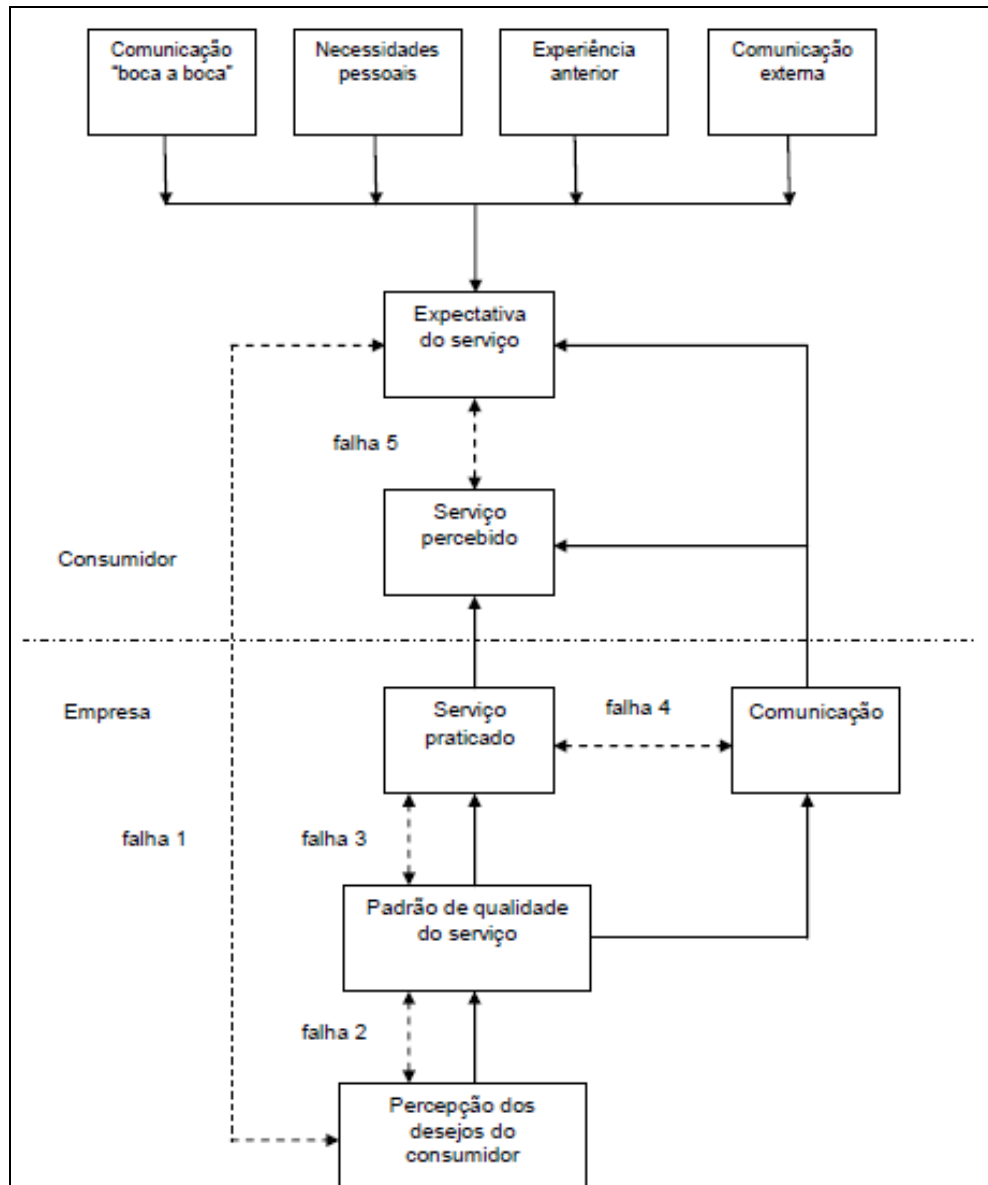 Comunicação
"boca a boca"
Necessidades
pessoais
Experiência
anterior
Comunicação
externa
Expectativa
do serviço
falha 5
Serviço
percebido
Consumidor
Empresa
Serviço
praticado
falha 4
Comunicação
falha 1
falha 3
Padrão de qualidade
do serviço
falha 2
Percepção dos
desejos do
consumidor